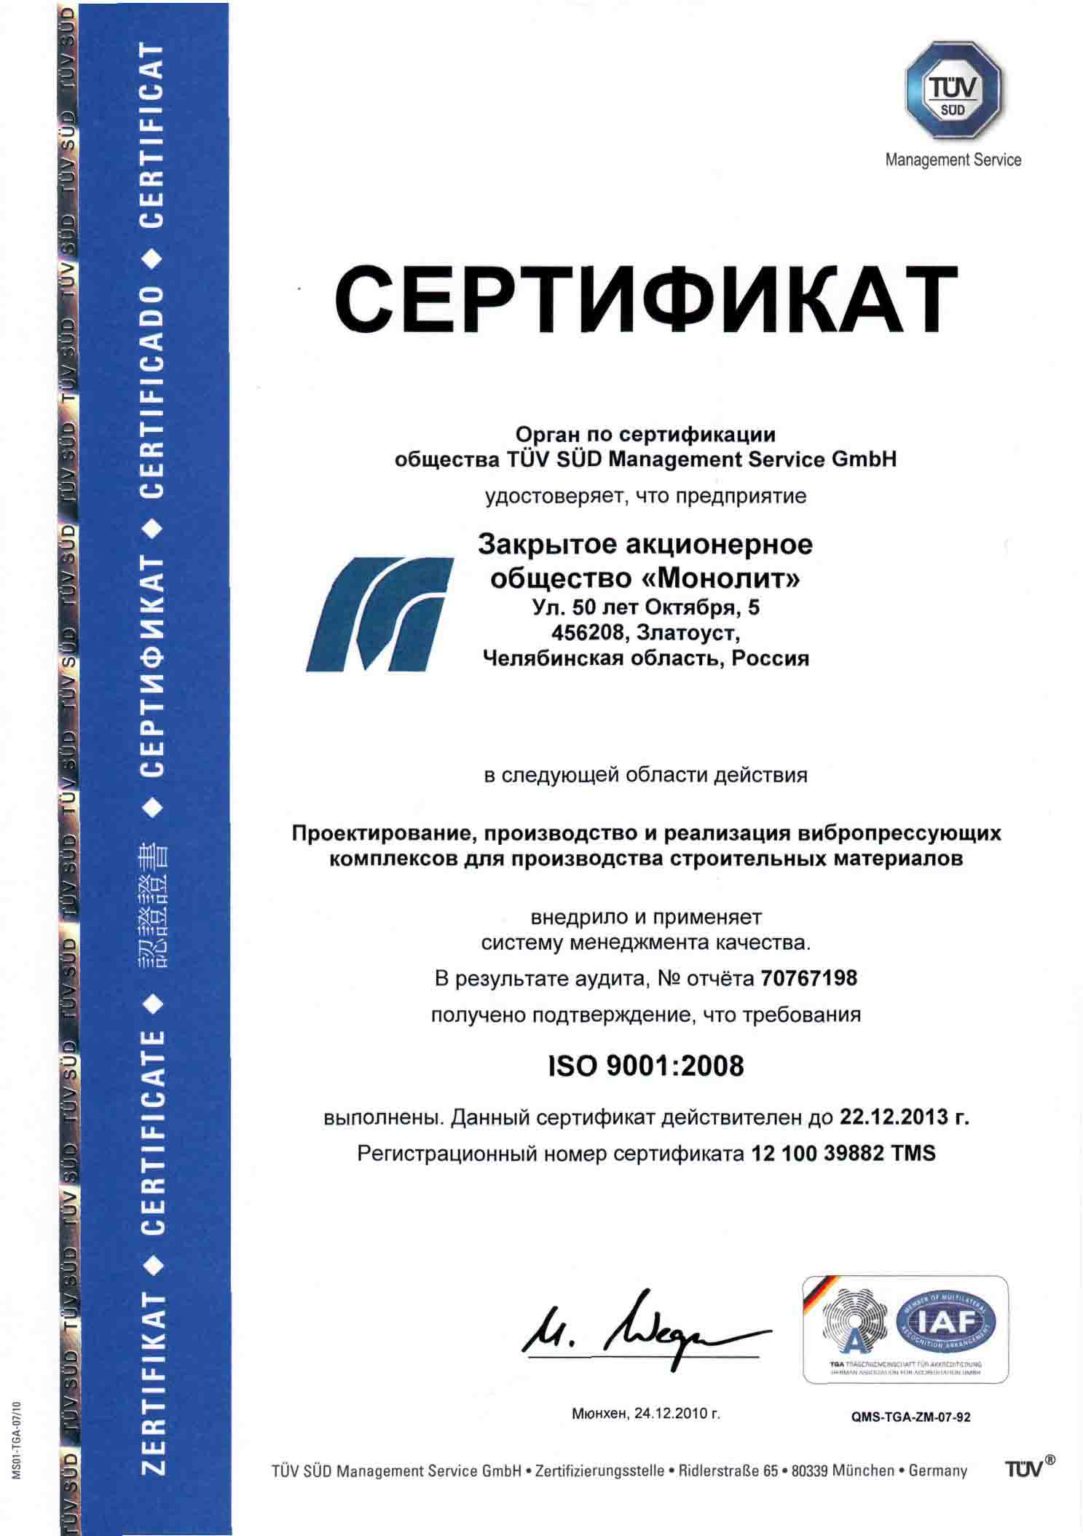 TÜV
SÜD
Management Service
СЕРТИФИКАТ
Орган по сертификации
общества TÜV SÜD Management Service GmbH
удостоверяет, что предприятие
Закрытое акционерное
общество «Монолит»
Ул. 50 лет Октября, 5
456208, Златоуст,
Челябинская область, Россия
в следующей области действия
Проектирование, производство и реализация вибропрессующих
комплексов для производства строительных материалов
внедрило и применяет
систему менеджмента качества.
В результате аудита, № отчёта 70767198
получено подтверждение, что требования
ISO 9001:2008
выполнены. Данный сертификат действителен до 22.12.2013 г.
Регистрационный номер сертификата 12 100 39882 TMS
M. Wegn
MEMBER OF MULTILATERAL
IAF
RECOGNITION ARRANGEMENT
A
TGA TRÄGERGEMEINSCHAFT FÜR AKKREDITIERUNG
GERMAN ASSOCIATION FOR ACCREDITATION GMBH
Мюнхен, 24.12.2010 г.
QMS-TGA-ZM-07-92
TÜV SÜD Management Service GmbH • Zertifizierungsstelle • Ridlerstraße 65 • 80339 München • Germany
TÜV®
ZERTIFIKAT ◆ CERTIFICATE ◆ 認證證書 ◆ СЕРТИФИКАТ ◆ CERTIFICADO ◆ CERTIFICAT
TÜV SÜD TÜV SÜD TÜV SÜD TÜV SÜD TÜV SÜD TÜV SÜD TÜV SÜD TÜV SÜD TÜV SÜD TÜV SÜD TÜV SÜD TÜV SÜD TÜV SÜD TÜV SÜD TÜV SÜD
MS01-TGA-07/10